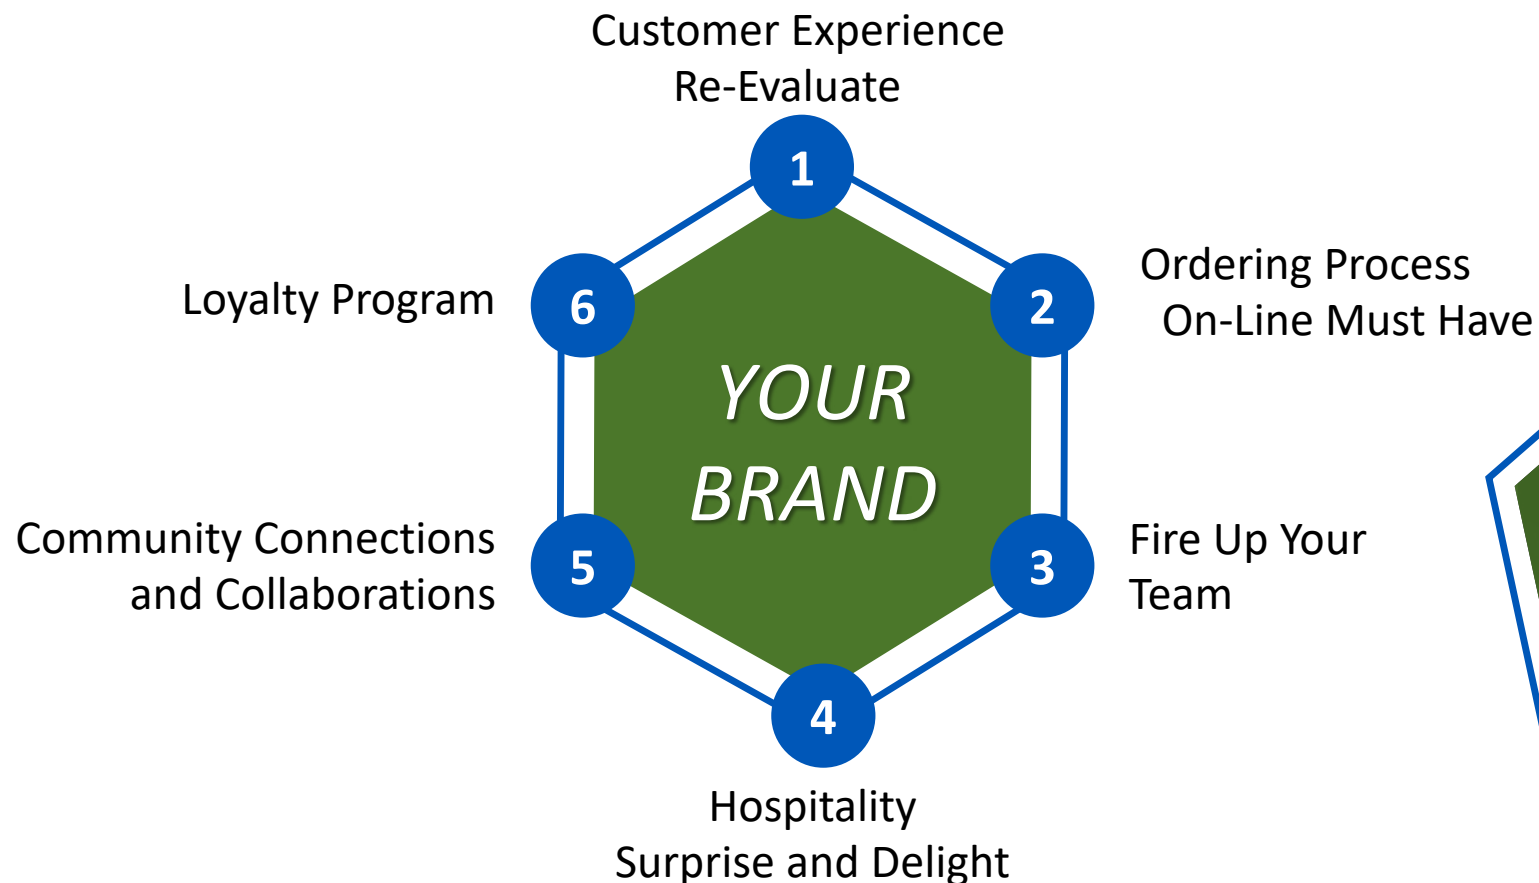 Customer Experience
Re-Evaluate
1
2
Ordering Process
On-Line Must Have
3
Fire Up Your
Team
4
Hospitality
Surprise and Delight
5
Community Connections
and Collaborations
6
Loyalty Program
YOUR
BRAND